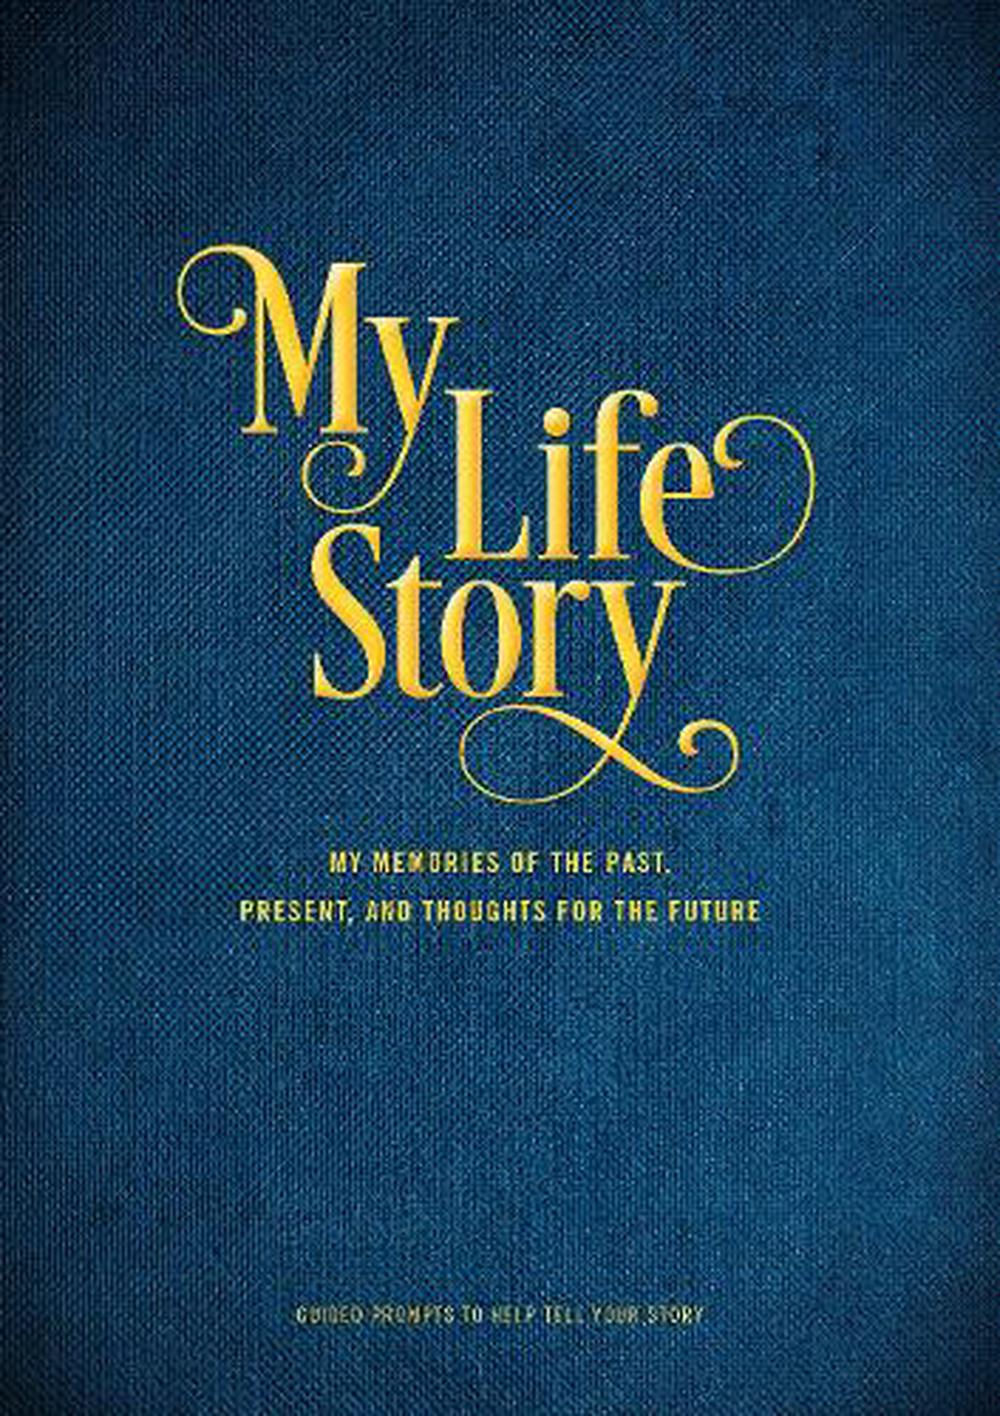 My
Life
Story
MY MEMORIES OF THE PAST,
PRESENT, AND THOUGHTS FOR THE FUTURE
GUIDED PROMPTS TO HELP TELL YOUR STORY